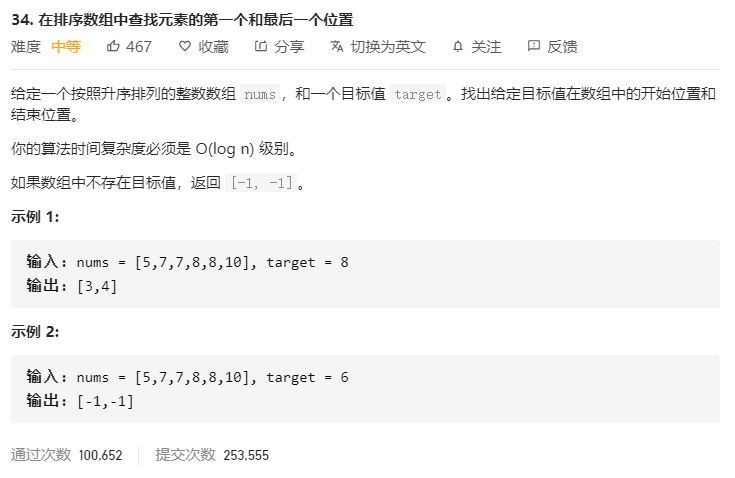 34. 在排序数组中查找元素的第一个和最后一个位置
难度 中等 467 收藏 分享 切换为英文 关注 反馈
给定一个按照升序排列的整数数组 nums，和一个目标值 target。找出给定目标值在数组中的开始位置和
结束位置。
你的算法时间复杂度必须是 O(log n) 级别。
如果数组中不存在目标值，返回 [-1, -1]。
示例 1:
输入: nums = [5,7,7,8,8,10], target = 8
输出: [3,4]
示例 2:
输入: nums = [5,7,7,8,8,10], target = 6
输出: [-1,-1]
通过次数 100,652 提交次数 253,555